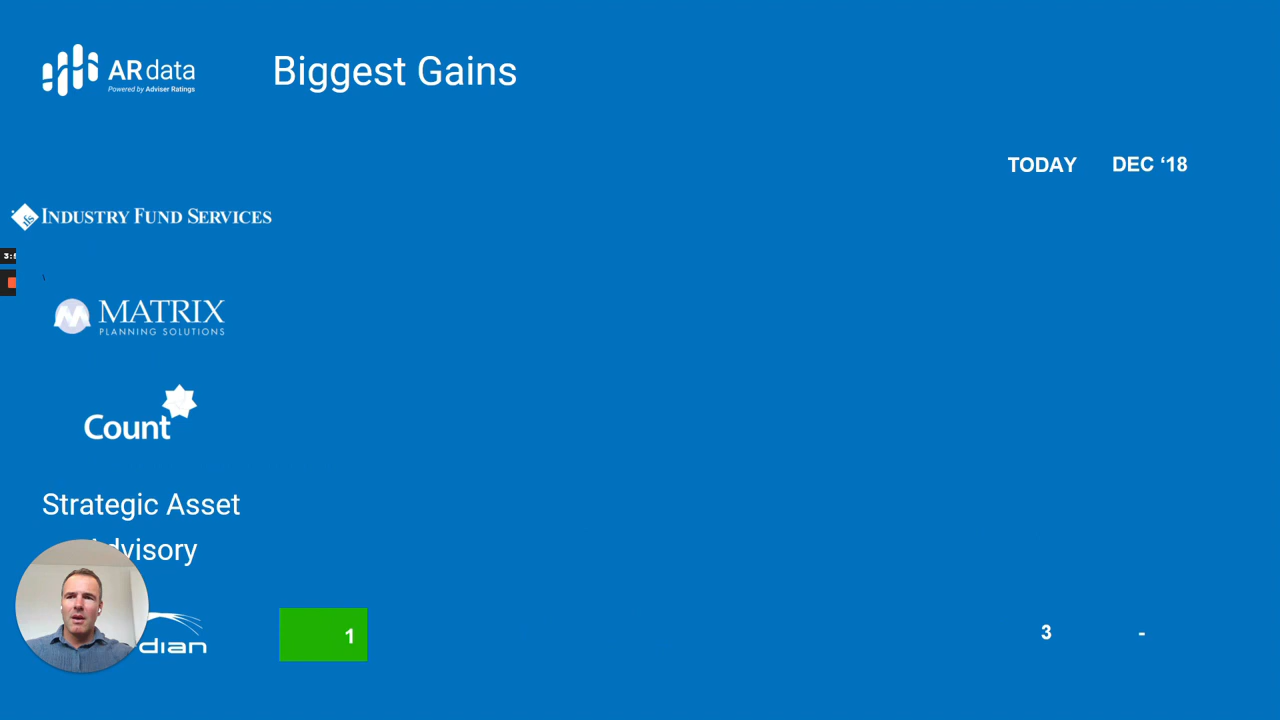 AR data
Powered by Adviser Ratings
Biggest Gains
TODAY DEC ‘18
INDUSTRY FUND SERVICES
\
MATRIX
PLANNING SOLUTIONS
Count
Strategic Asset
dvisory
dian
1 3 -